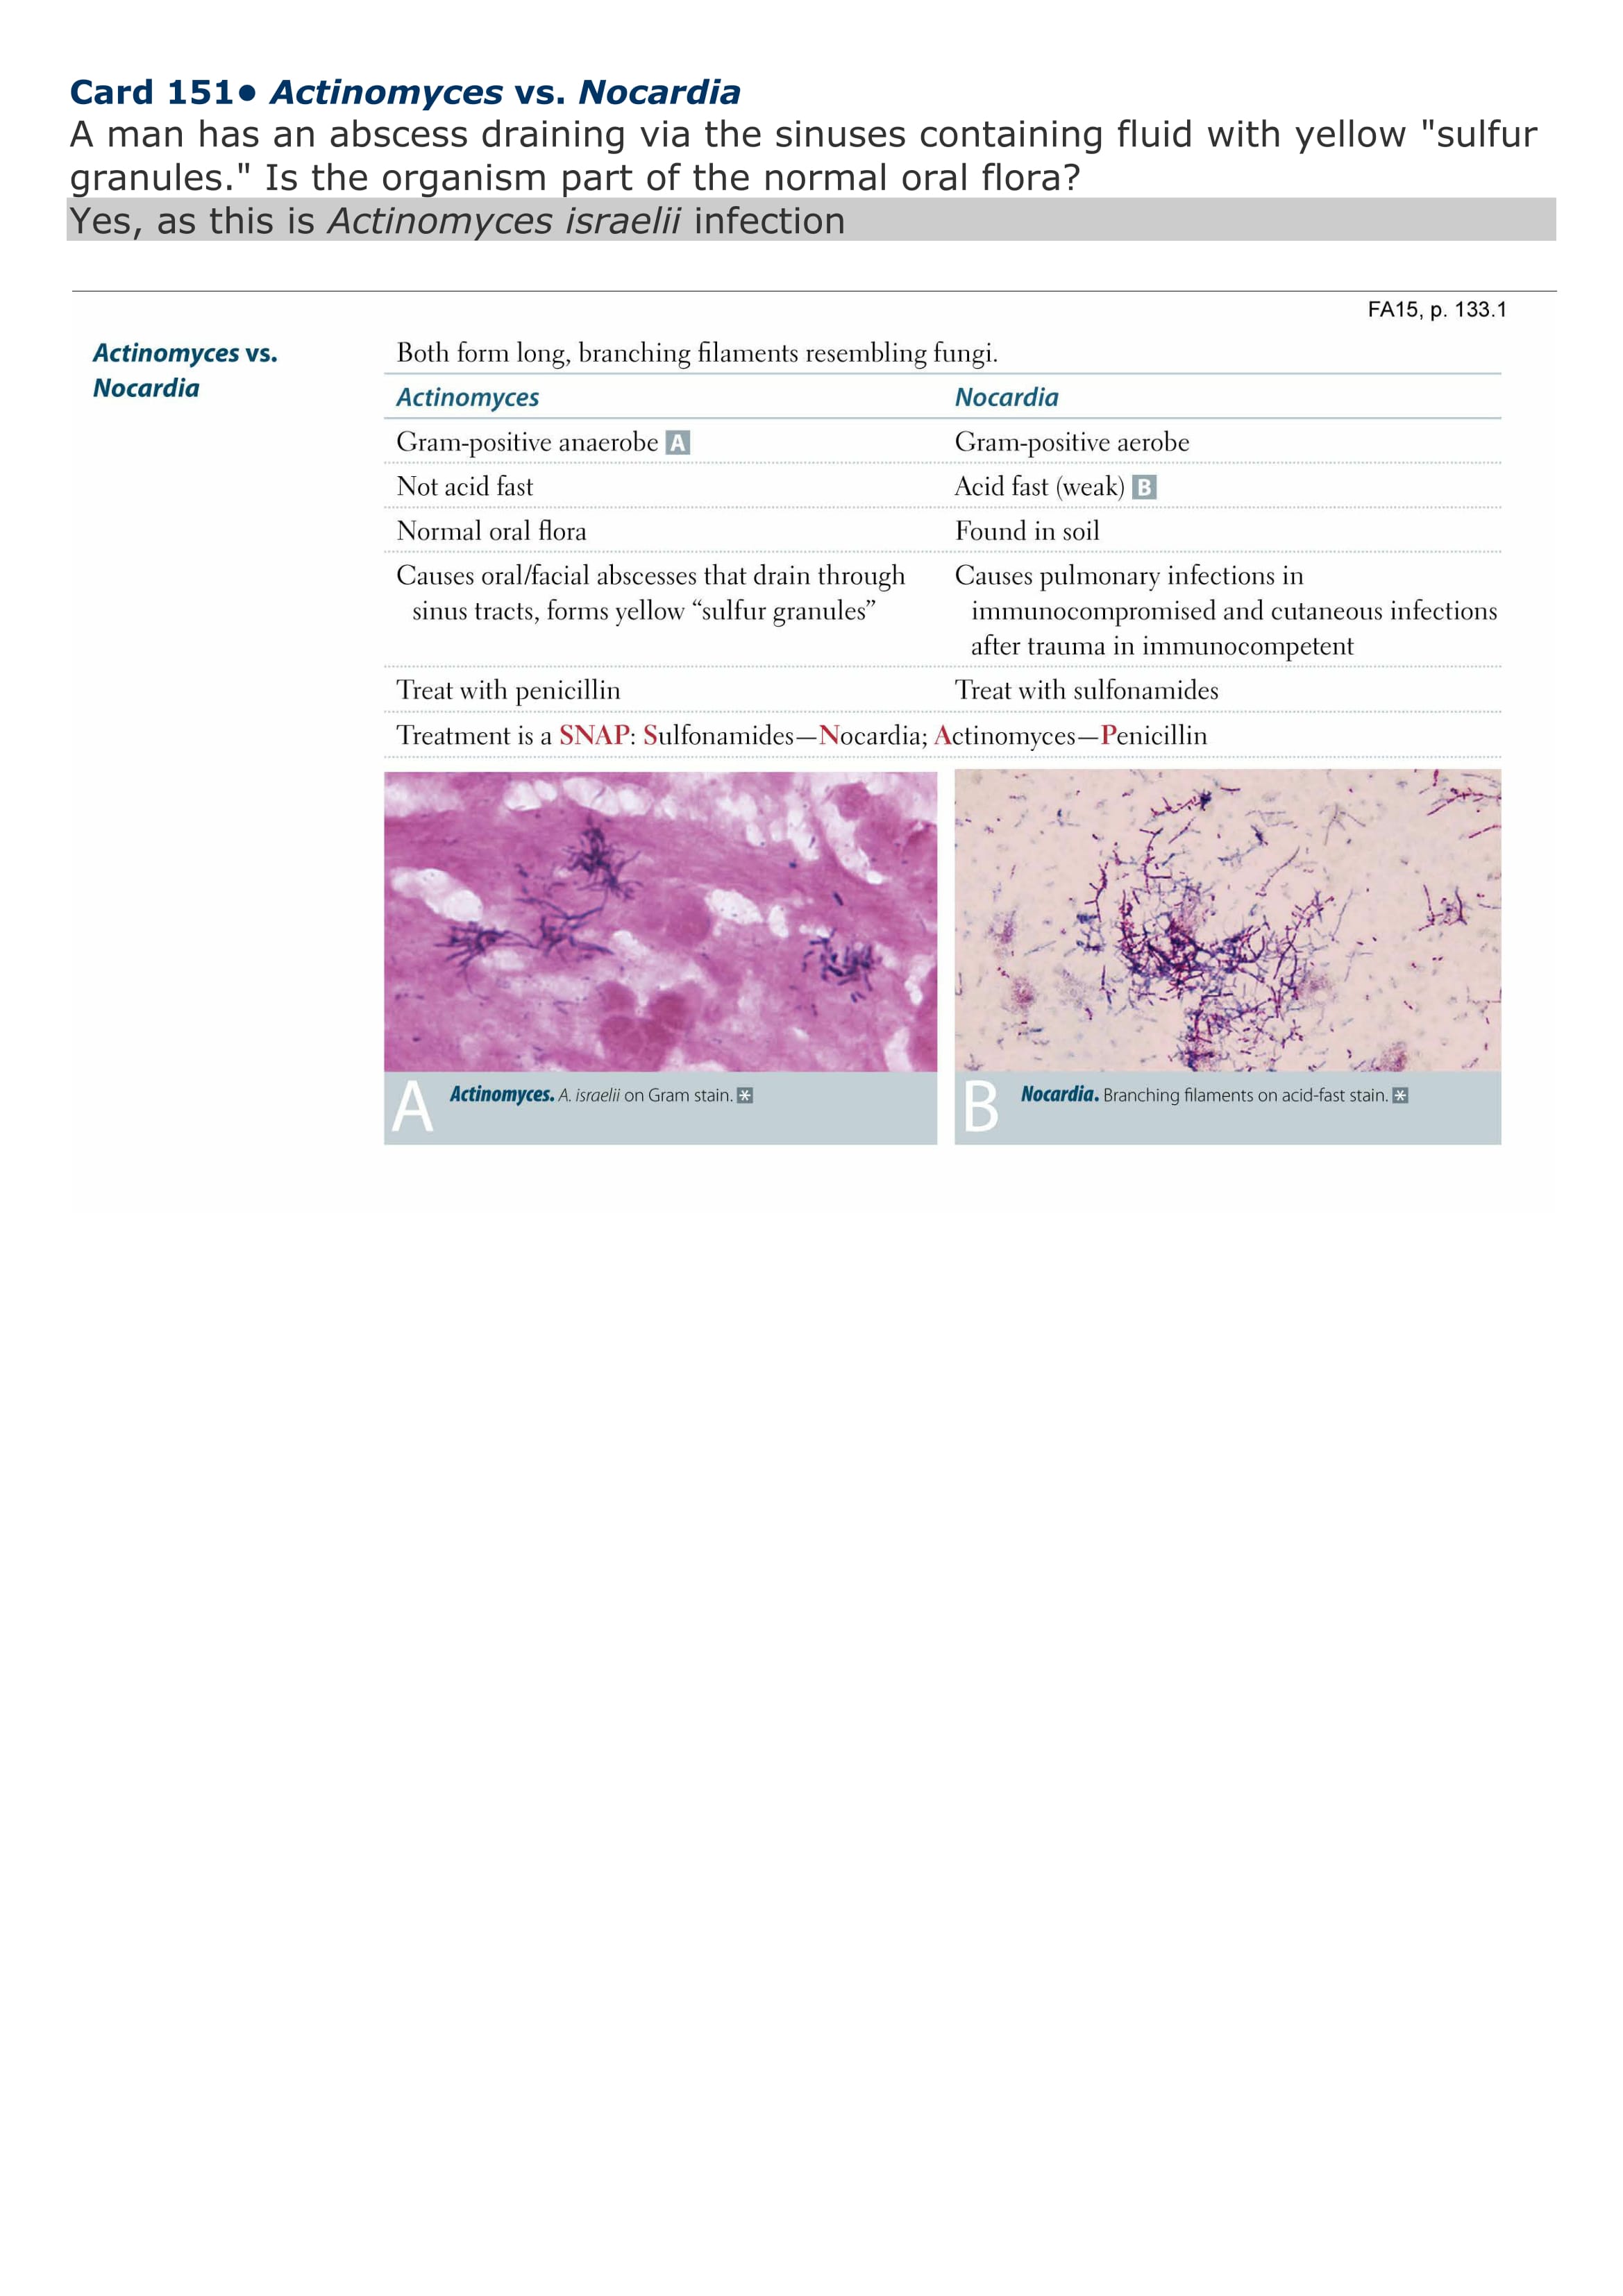 Card 151• Actinomyces vs. Nocardia
A man has an abscess draining via the sinuses containing fluid with yellow "sulfur
granules." Is the organism part of the normal oral flora?
Yes, as this is Actinomyces israelii infection
FA15, p. 133.1
Actinomyces vs.
Nocardia
Both form long, branching filaments resembling fungi.
Actinomyces
Nocardia
Gram-positive anaerobe A
Gram-positive aerobe
Not acid fast
Acid fast (weak) B
Normal oral flora
Found in soil
Causes oral/facial abscesses that drain through
sinus tracts, forms yellow “sulfur granules”
Causes pulmonary infections in
immunocompromised and cutaneous infections
after trauma in immunocompetent
Treat with penicillin
Treat with sulfonamides
Treatment is a SNAP: Sulfonamides—Nocardia; Actinomyces—Penicillin
A Actinomyces. A. israelii on Gram stain. *
B Nocardia. Branching filaments on acid-fast stain. *